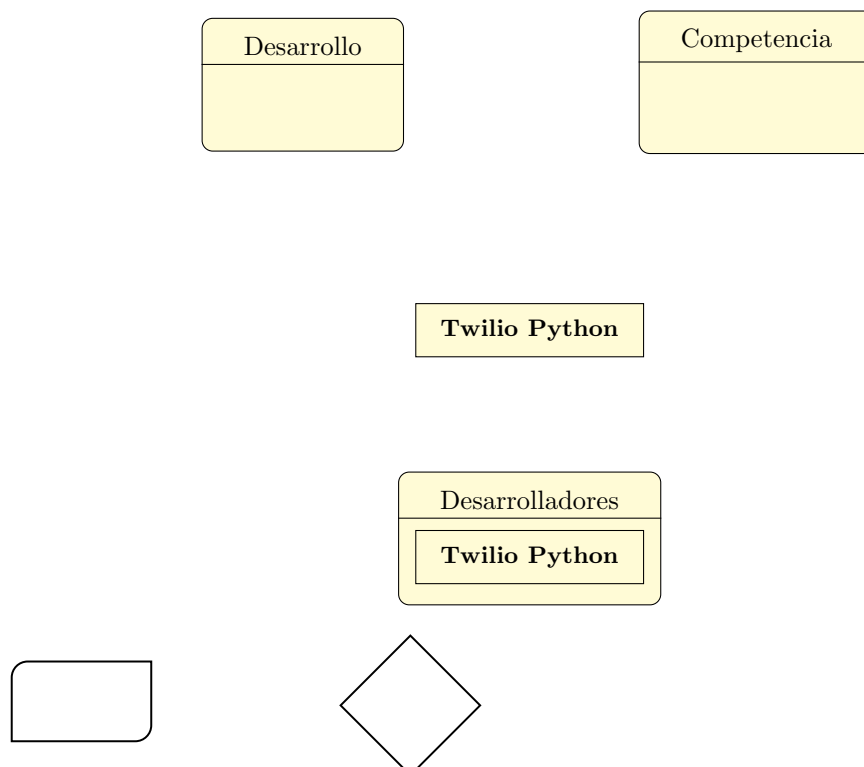 Desarrollo
Competencia
Twilio Python
Desarrolladores
Twilio Python